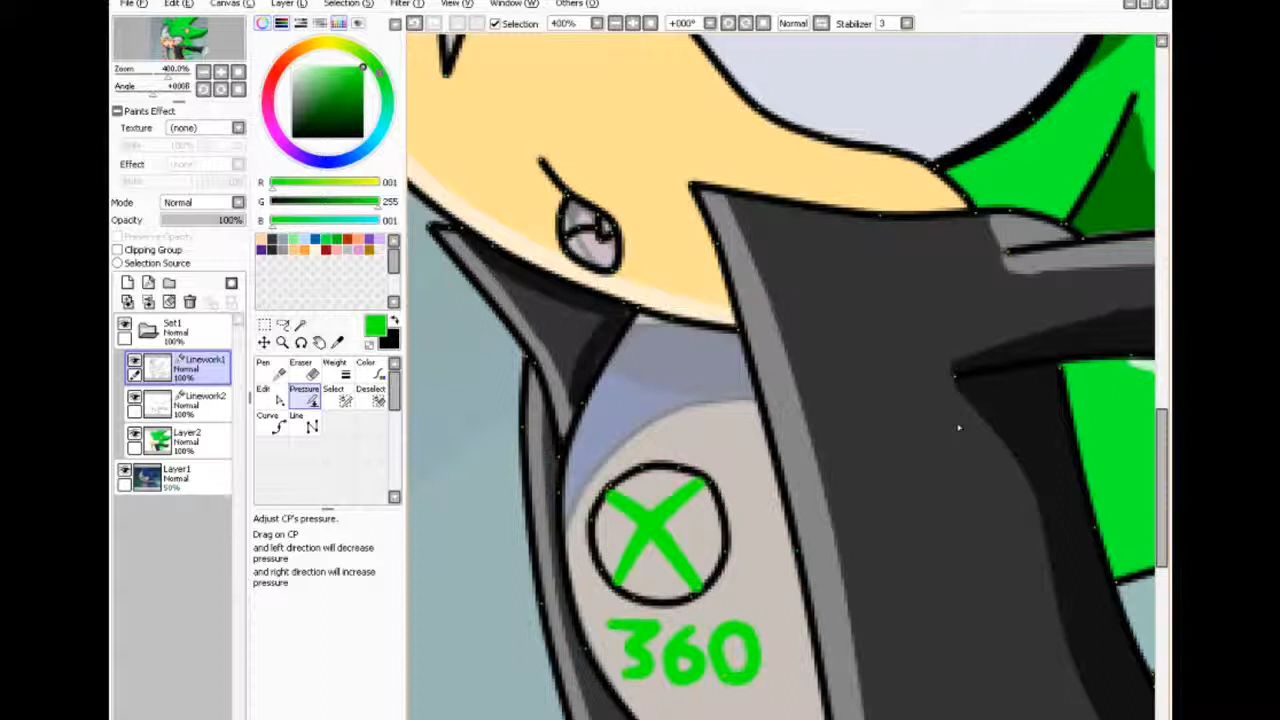 File (F) Edit (E) Canvas (C) Layer (L) Selection (S) Filter (T) View (V) Window (W) Others (O)
Selection 400% +000° Normal Stabilizer 3
Zoom 400.0%
Angle +000°
Paints Effect
Texture (none)
Effect
Mode Normal
Opacity 100%
Preserve Opacity
Clipping Group
Selection Source
R 001
G 255
B 001
Set1
Normal
100%
Linework1
Normal
100%
Linework2
Normal
100%
Layer2
Normal
100%
Layer1
Normal
50%
Pen Eraser Weight Color
Edit Pressure Select Deselect
Curve Line
Adjust CP's pressure.
Drag on CP
and left direction will decrease
pressure
and right direction will increase
pressure
X
360